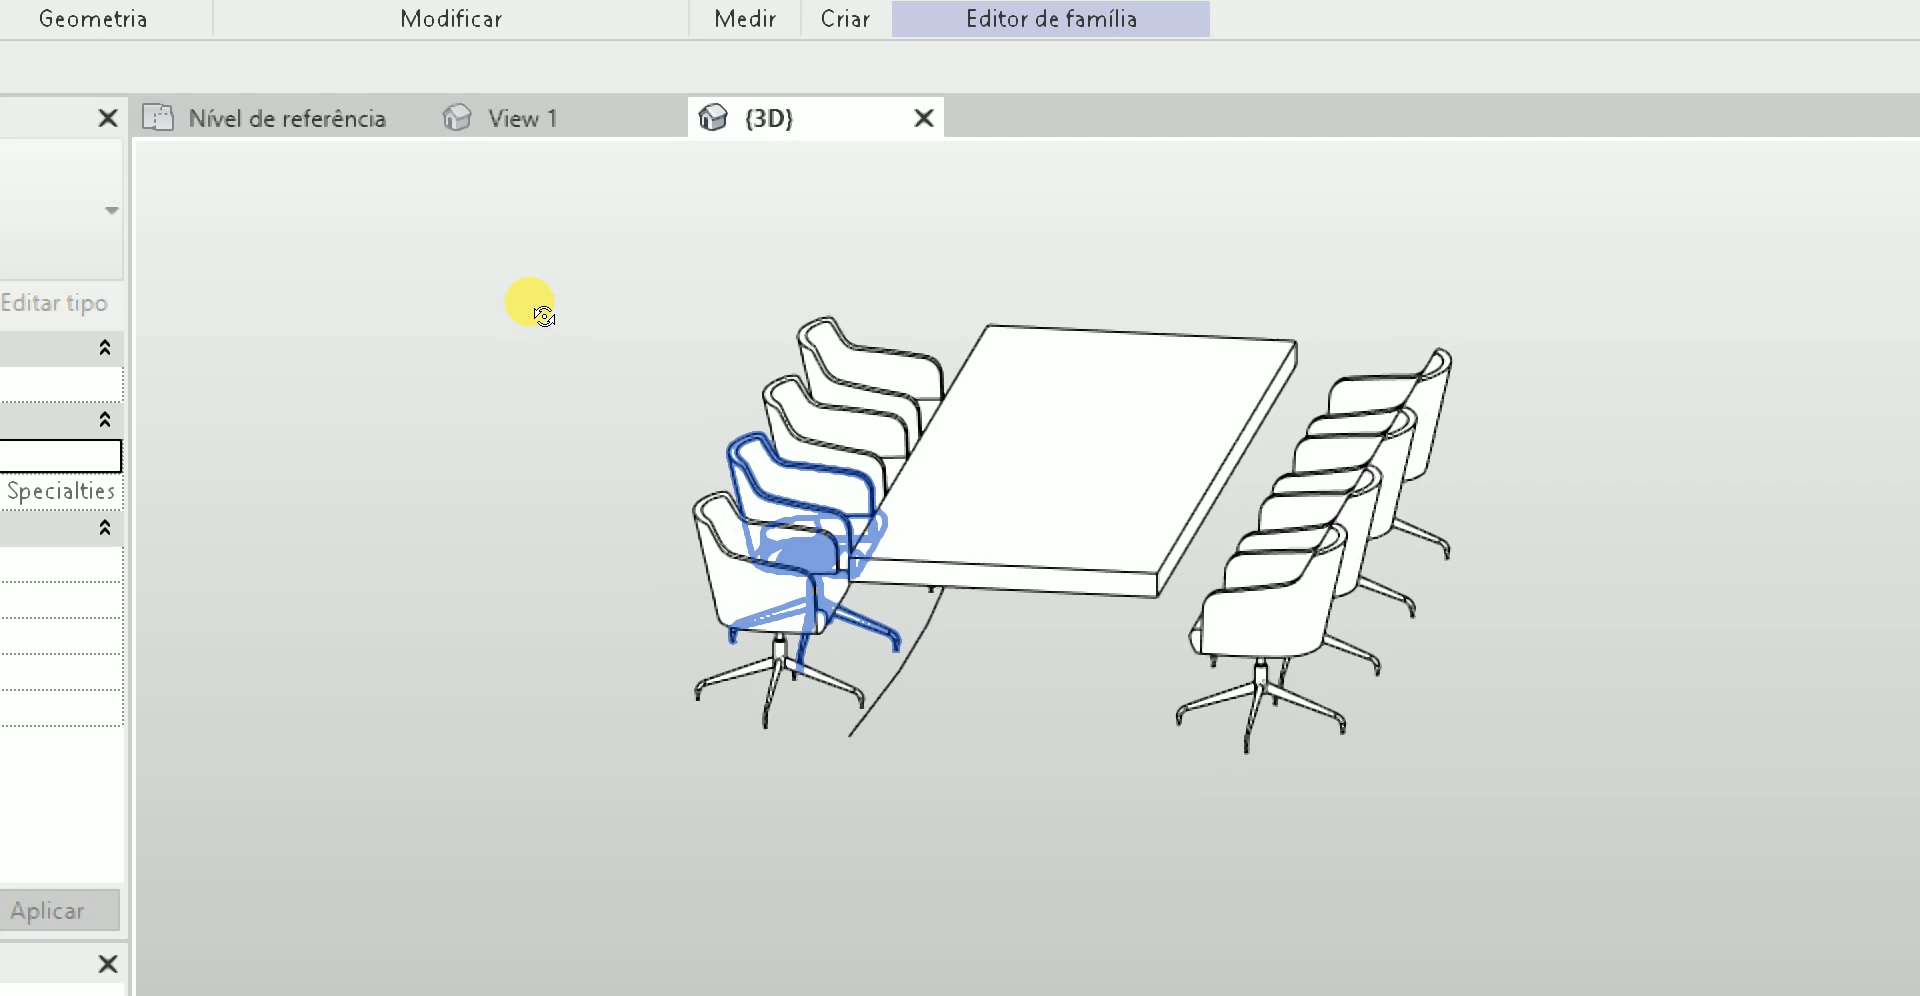 Geometria
Modificar
Medir
Criar
Editor de família
Nível de referência
View 1
{3D}
Editar tipo
Specialties
Aplicar